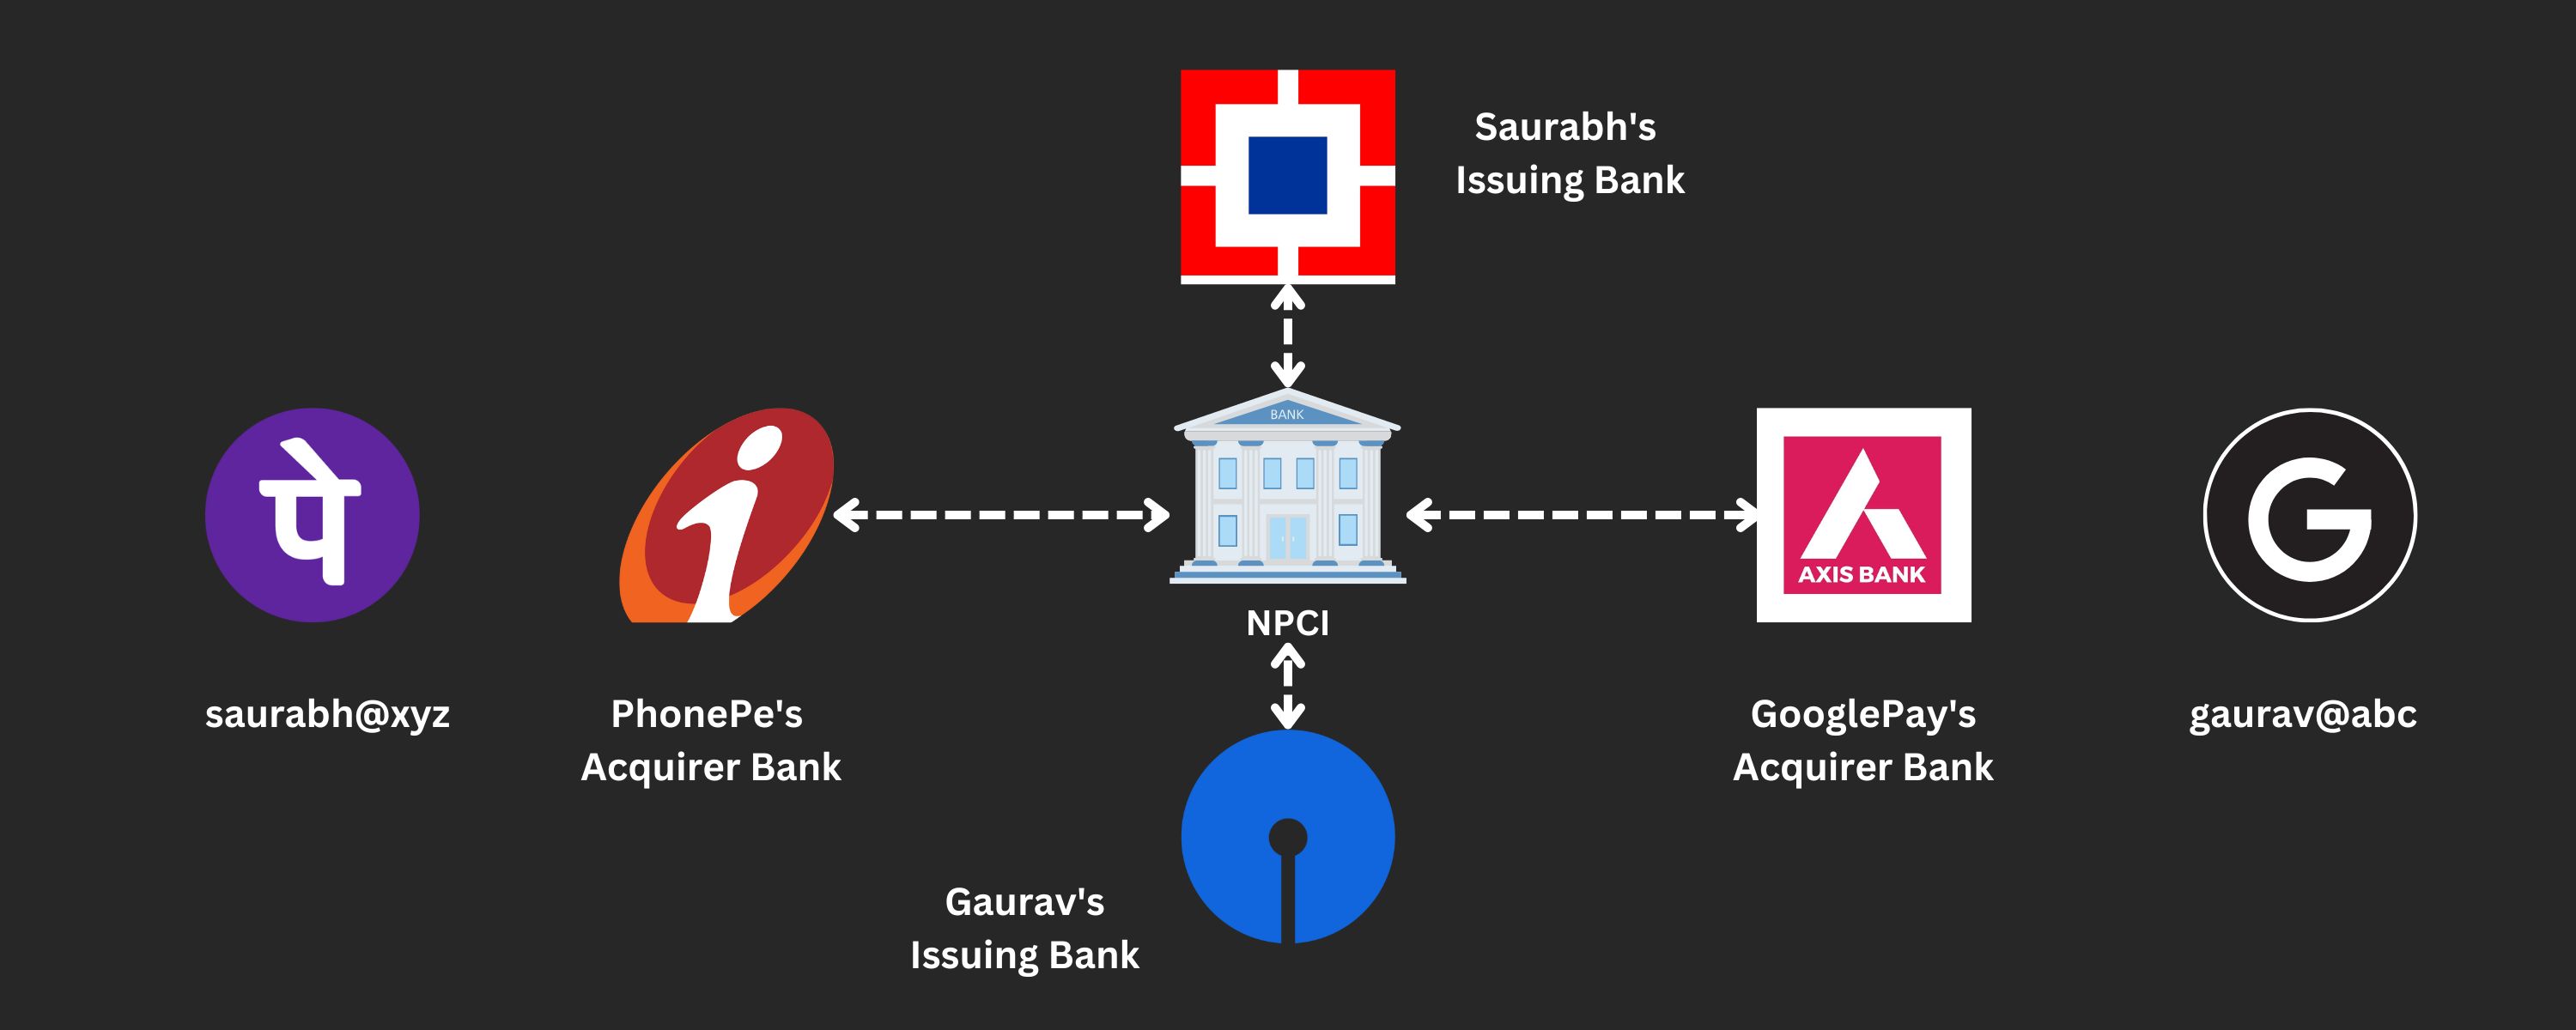 Saurabh's
Issuing Bank
BANK
पे
AXIS BANK
G
NPCI
saurabh@xyz
PhonePe's
Acquirer Bank
GooglePay's
Acquirer Bank
gaurav@abc
Gaurav's
Issuing Bank